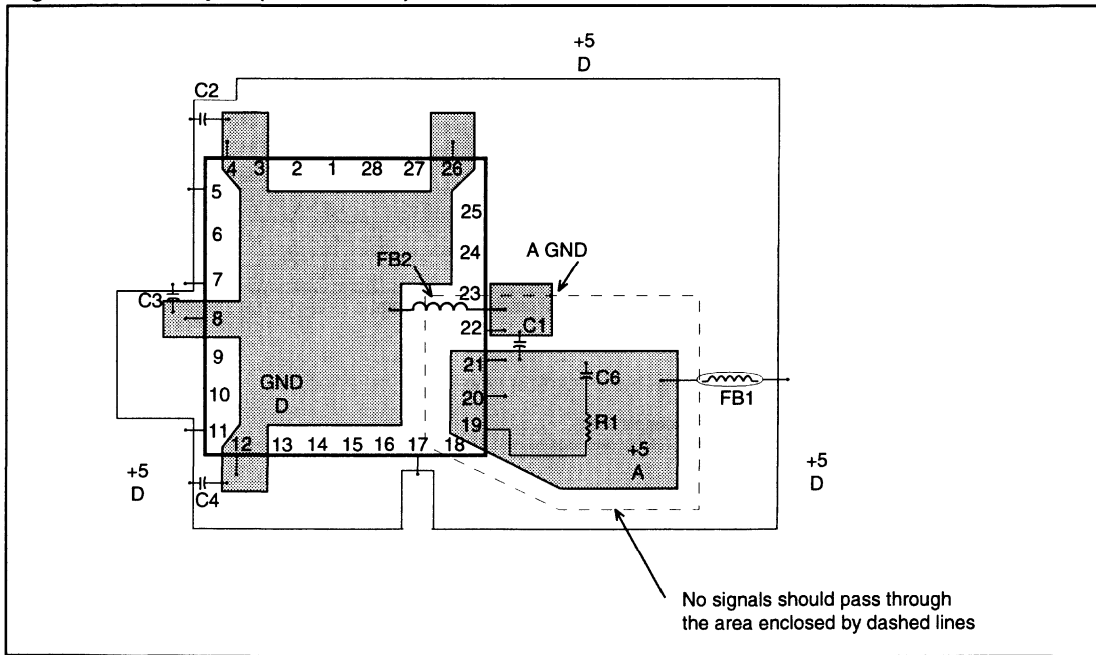 +5
D
C2
4 3 2 1 28 27 26
5
6
7
8
9
10
11
25
24
23
22
21
20
19
12 13 14 15 16 17 18
FB2
A GND
C3
C1
GND
D
C6
R1
+5
A
FB1
+5
D
C4
+5
D
No signals should pass through
the area enclosed by dashed lines